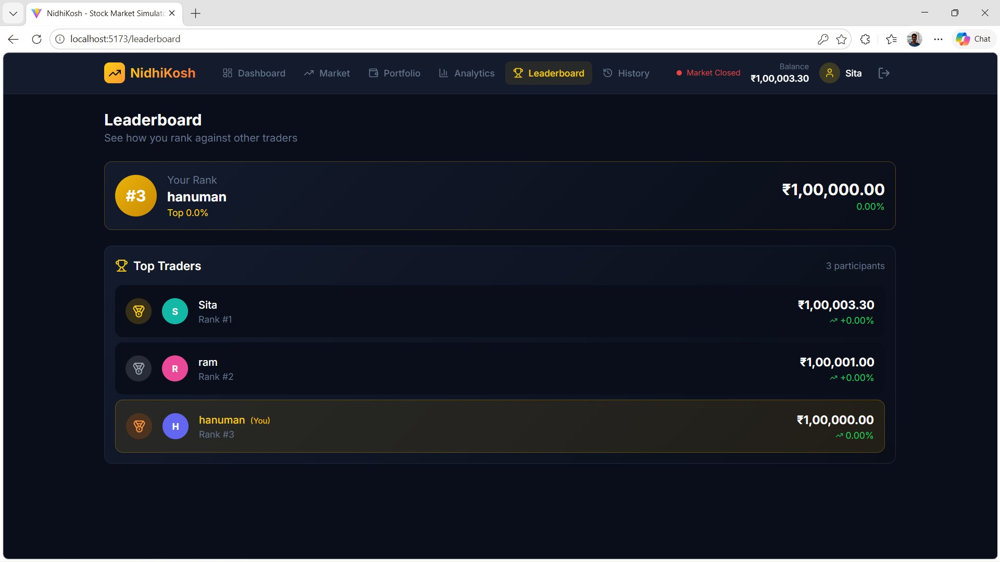 NidhiKosh - Stock Market Simulato
localhost:5173/leaderboard
Chat
NidhiKosh
Dashboard
Market
Portfolio
Analytics
Leaderboard
History
Market Closed
Balance
₹1,00,003.30
Sita
Leaderboard
See how you rank against other traders
#3
Your Rank
hanuman
Top 0.0%
₹1,00,000.00
0.00%
Top Traders
3 participants
S
Sita
Rank #1
₹1,00,003.30
+0.00%
R
ram
Rank #2
₹1,00,001.00
+0.00%
H
hanuman (You)
Rank #3
₹1,00,000.00
0.00%